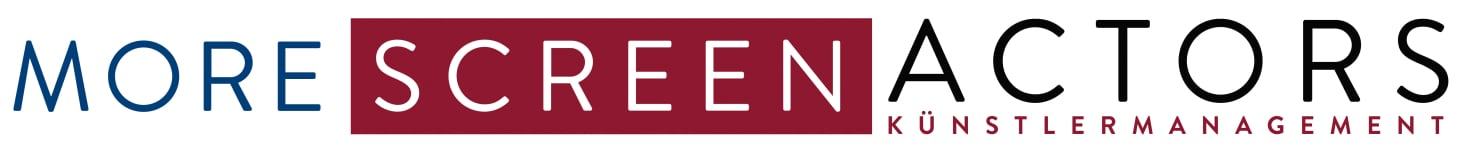 MORE SCREEN ACTORS
KÜNSTLERMANAGEMENT